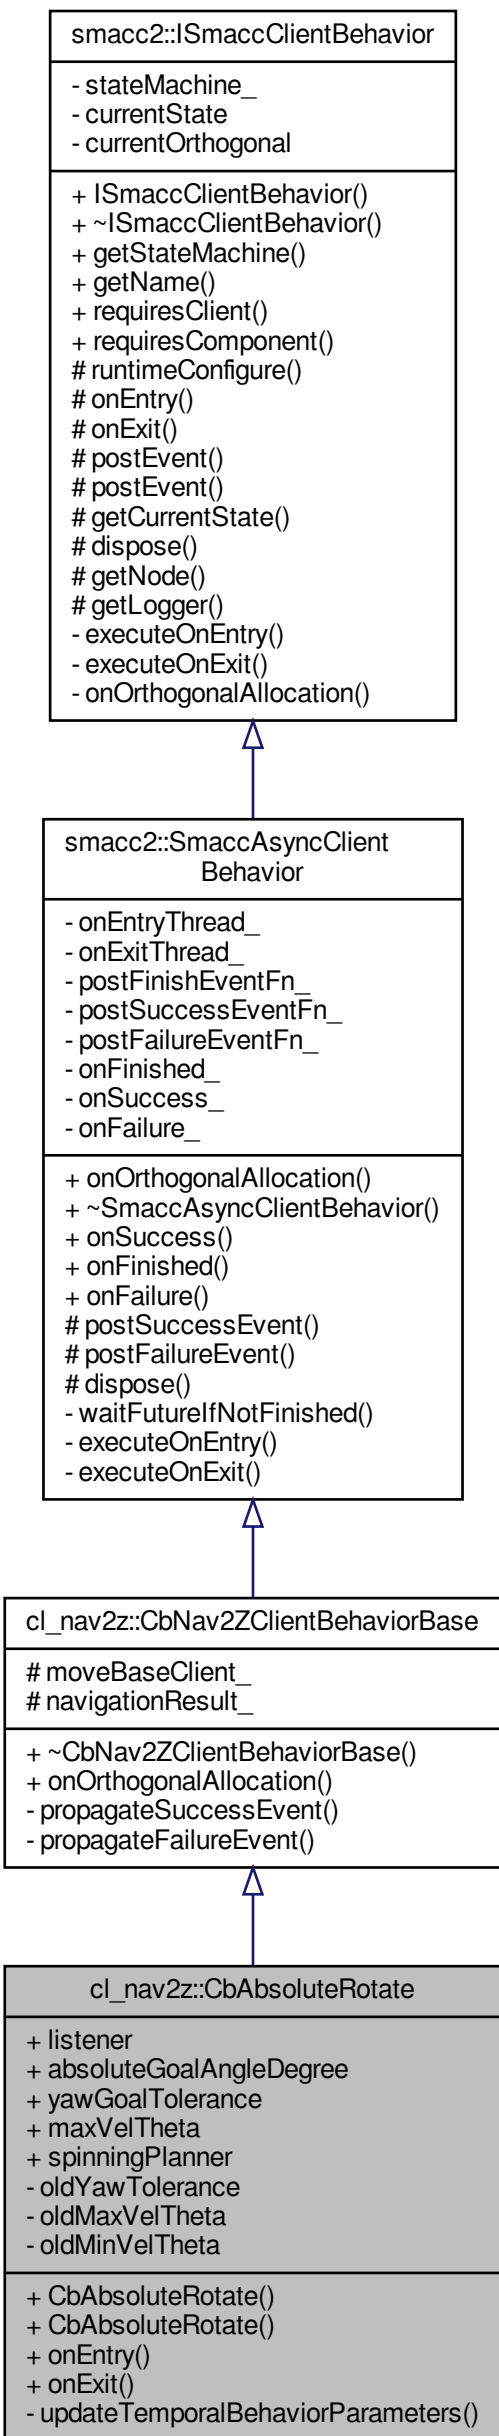 smacc2::ISmaccClientBehavior
- stateMachine_
- currentState
- currentOrthogonal
+ ISmaccClientBehavior()
+ ~ISmaccClientBehavior()
+ getStateMachine()
+ getName()
+ requiresClient()
+ requiresComponent()
# runtimeConfigure()
# onEntry()
# onExit()
# postEvent()
# postEvent()
# getCurrentState()
# dispose()
# getNode()
# getLogger()
- executeOnEntry()
- executeOnExit()
- onOrthogonalAllocation()
smacc2::SmaccAsyncClient
Behavior
- onEntryThread_
- onExitThread_
- postFinishEventFn_
- postSuccessEventFn_
- postFailureEventFn_
- onFinished_
- onSuccess_
- onFailure_
+ onOrthogonalAllocation()
+ ~SmaccAsyncClientBehavior()
+ onSuccess()
+ onFinished()
+ onFailure()
# postSuccessEvent()
# postFailureEvent()
# dispose()
- waitFutureIfNotFinished()
- executeOnEntry()
- executeOnExit()
cl_nav2z::CbNav2ZClientBehaviorBase
# moveBaseClient_
# navigationResult_
+ ~CbNav2ZClientBehaviorBase()
+ onOrthogonalAllocation()
- propagateSuccessEvent()
- propagateFailureEvent()
cl_nav2z::CbAbsoluteRotate
+ listener
+ absoluteGoalAngleDegree
+ yawGoalTolerance
+ maxVelTheta
+ spinningPlanner
- oldYawTolerance
- oldMaxVelTheta
- oldMinVelTheta
+ CbAbsoluteRotate()
+ CbAbsoluteRotate()
+ onEntry()
+ onExit()
- updateTemporalBehaviorParameters()